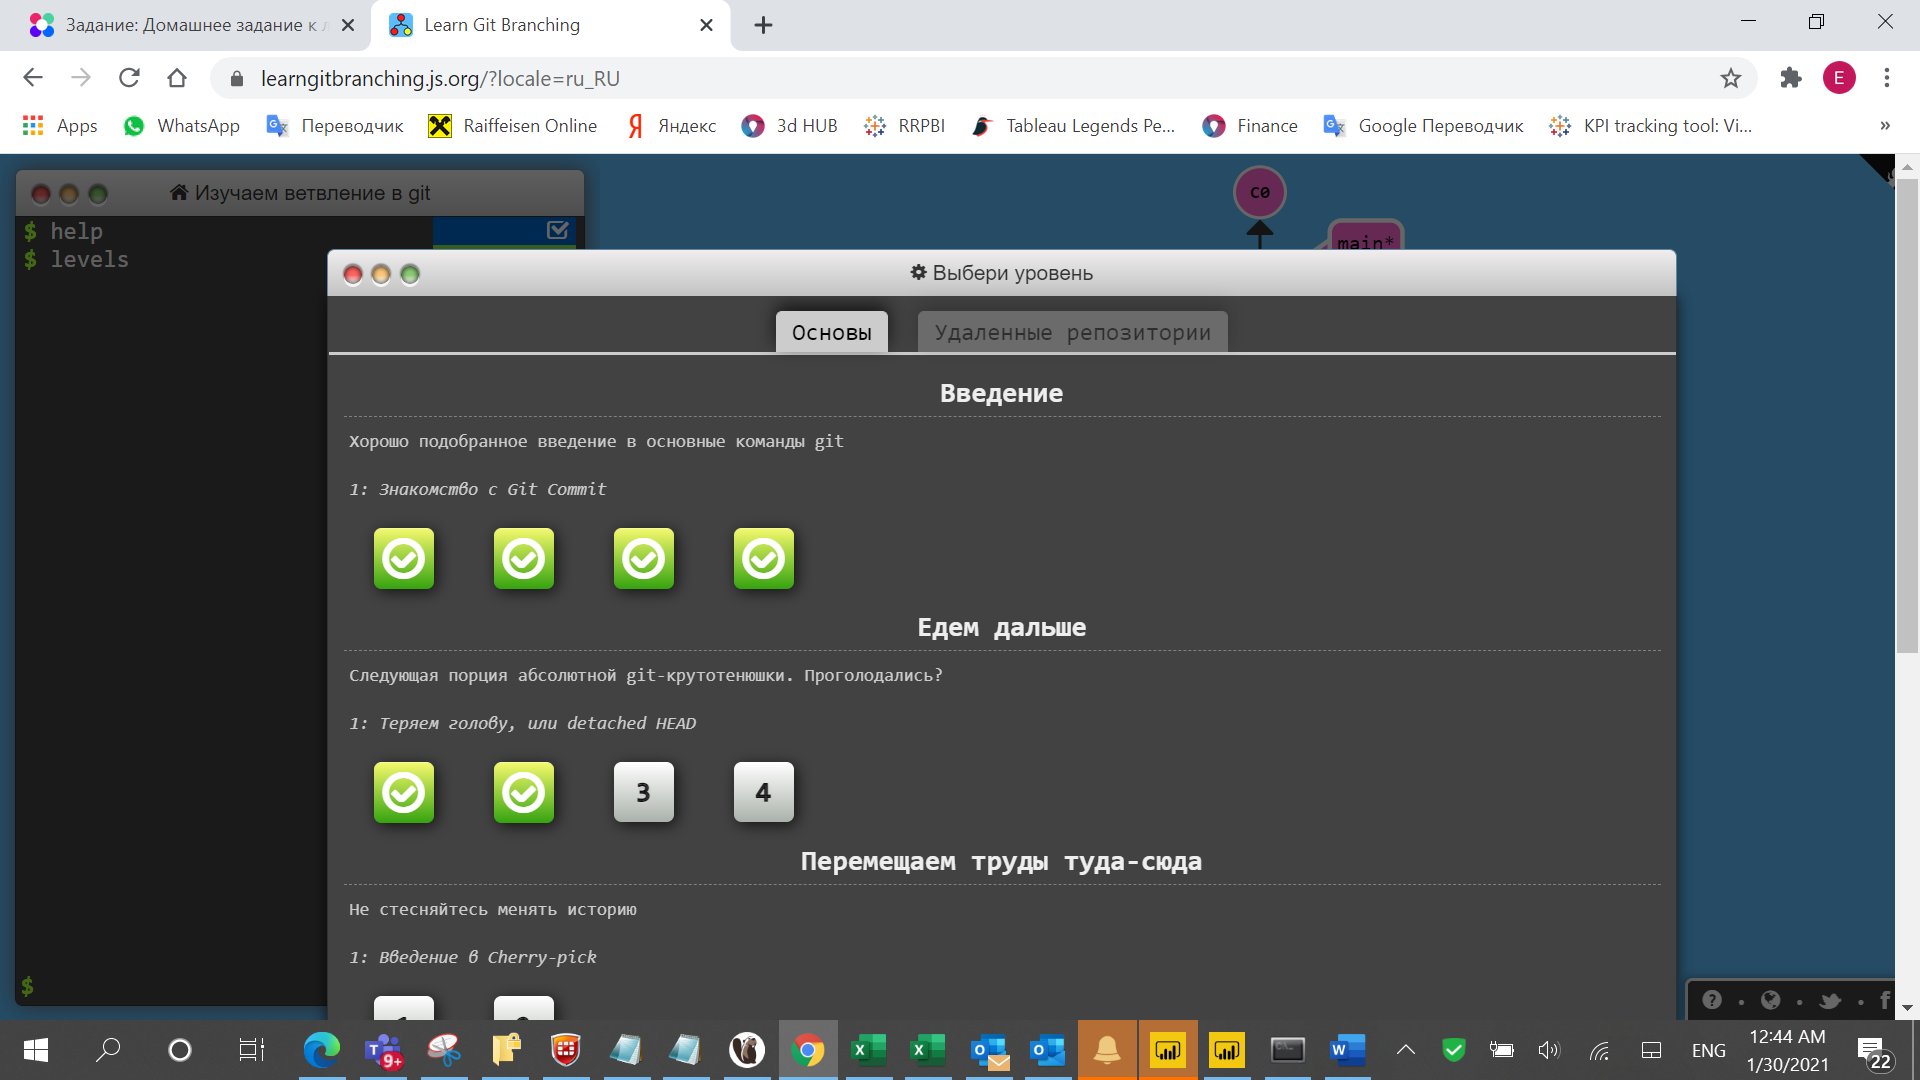 Задание: Домашнее задание к л
Learn Git Branching
learngitbranching.js.org/?locale=ru_RU
E
Apps
WhatsApp
Переводчик
Raiffeisen Online
Яндекс
3d HUB
RRPBI
Tableau Legends Pe...
Finance
Google Переводчик
KPI tracking tool: Vi...
»
Изучаем ветвление в git
$ help
$ levels
$
c0
main*
Выбери уровень
Основы
Удаленные репозитории
Введение
Хорошо подобранное введение в основные команды git
1: Знакомство с Git Commit
Едем дальше
Следующая порция абсолютной git-крутотенюшки. Проголодались?
1: Теряем голову, или detached HEAD
3
4
Перемещаем труды туда-сюда
Не стесняйтесь менять историю
1: Введение в Cherry-pick
9+
ENG
12:44 AM
1/30/2021
22